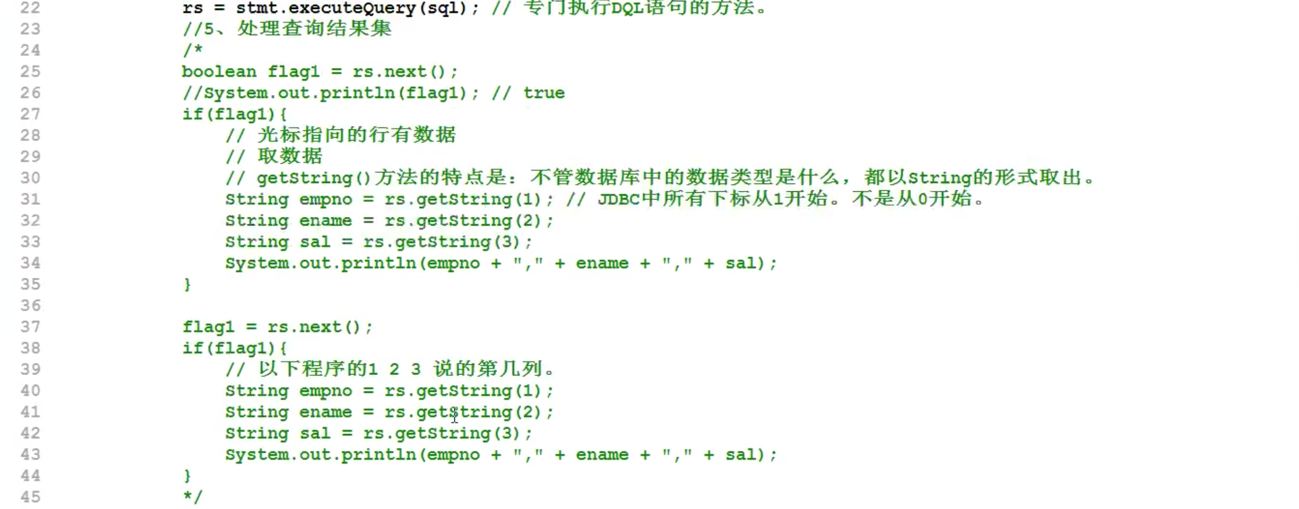 22 rs = stmt.executeQuery(sql); // 专门执行DQL语句的方法。
23 //5、处理查询结果集
24 /*
25 boolean flag1 = rs.next();
26 //System.out.println(flag1); // true
27 if(flag1){
28 // 光标指向的行有数据
29 // 取数据
30 // getString()方法的特点是：不管数据库中的数据类型是什么，都以String的形式取出。
31 String empno = rs.getString(1); // JDBC中所有下标从1开始。不是从0开始。
32 String ename = rs.getString(2);
33 String sal = rs.getString(3);
34 System.out.println(empno + "," + ename + "," + sal);
35 }
36
37 flag1 = rs.next();
38 if(flag1){
39 // 以下程序的1 2 3 说的第几列。
40 String empno = rs.getString(1);
41 String ename = rs.getString(2);
42 String sal = rs.getString(3);
43 System.out.println(empno + "," + ename + "," + sal);
44 }
45 */